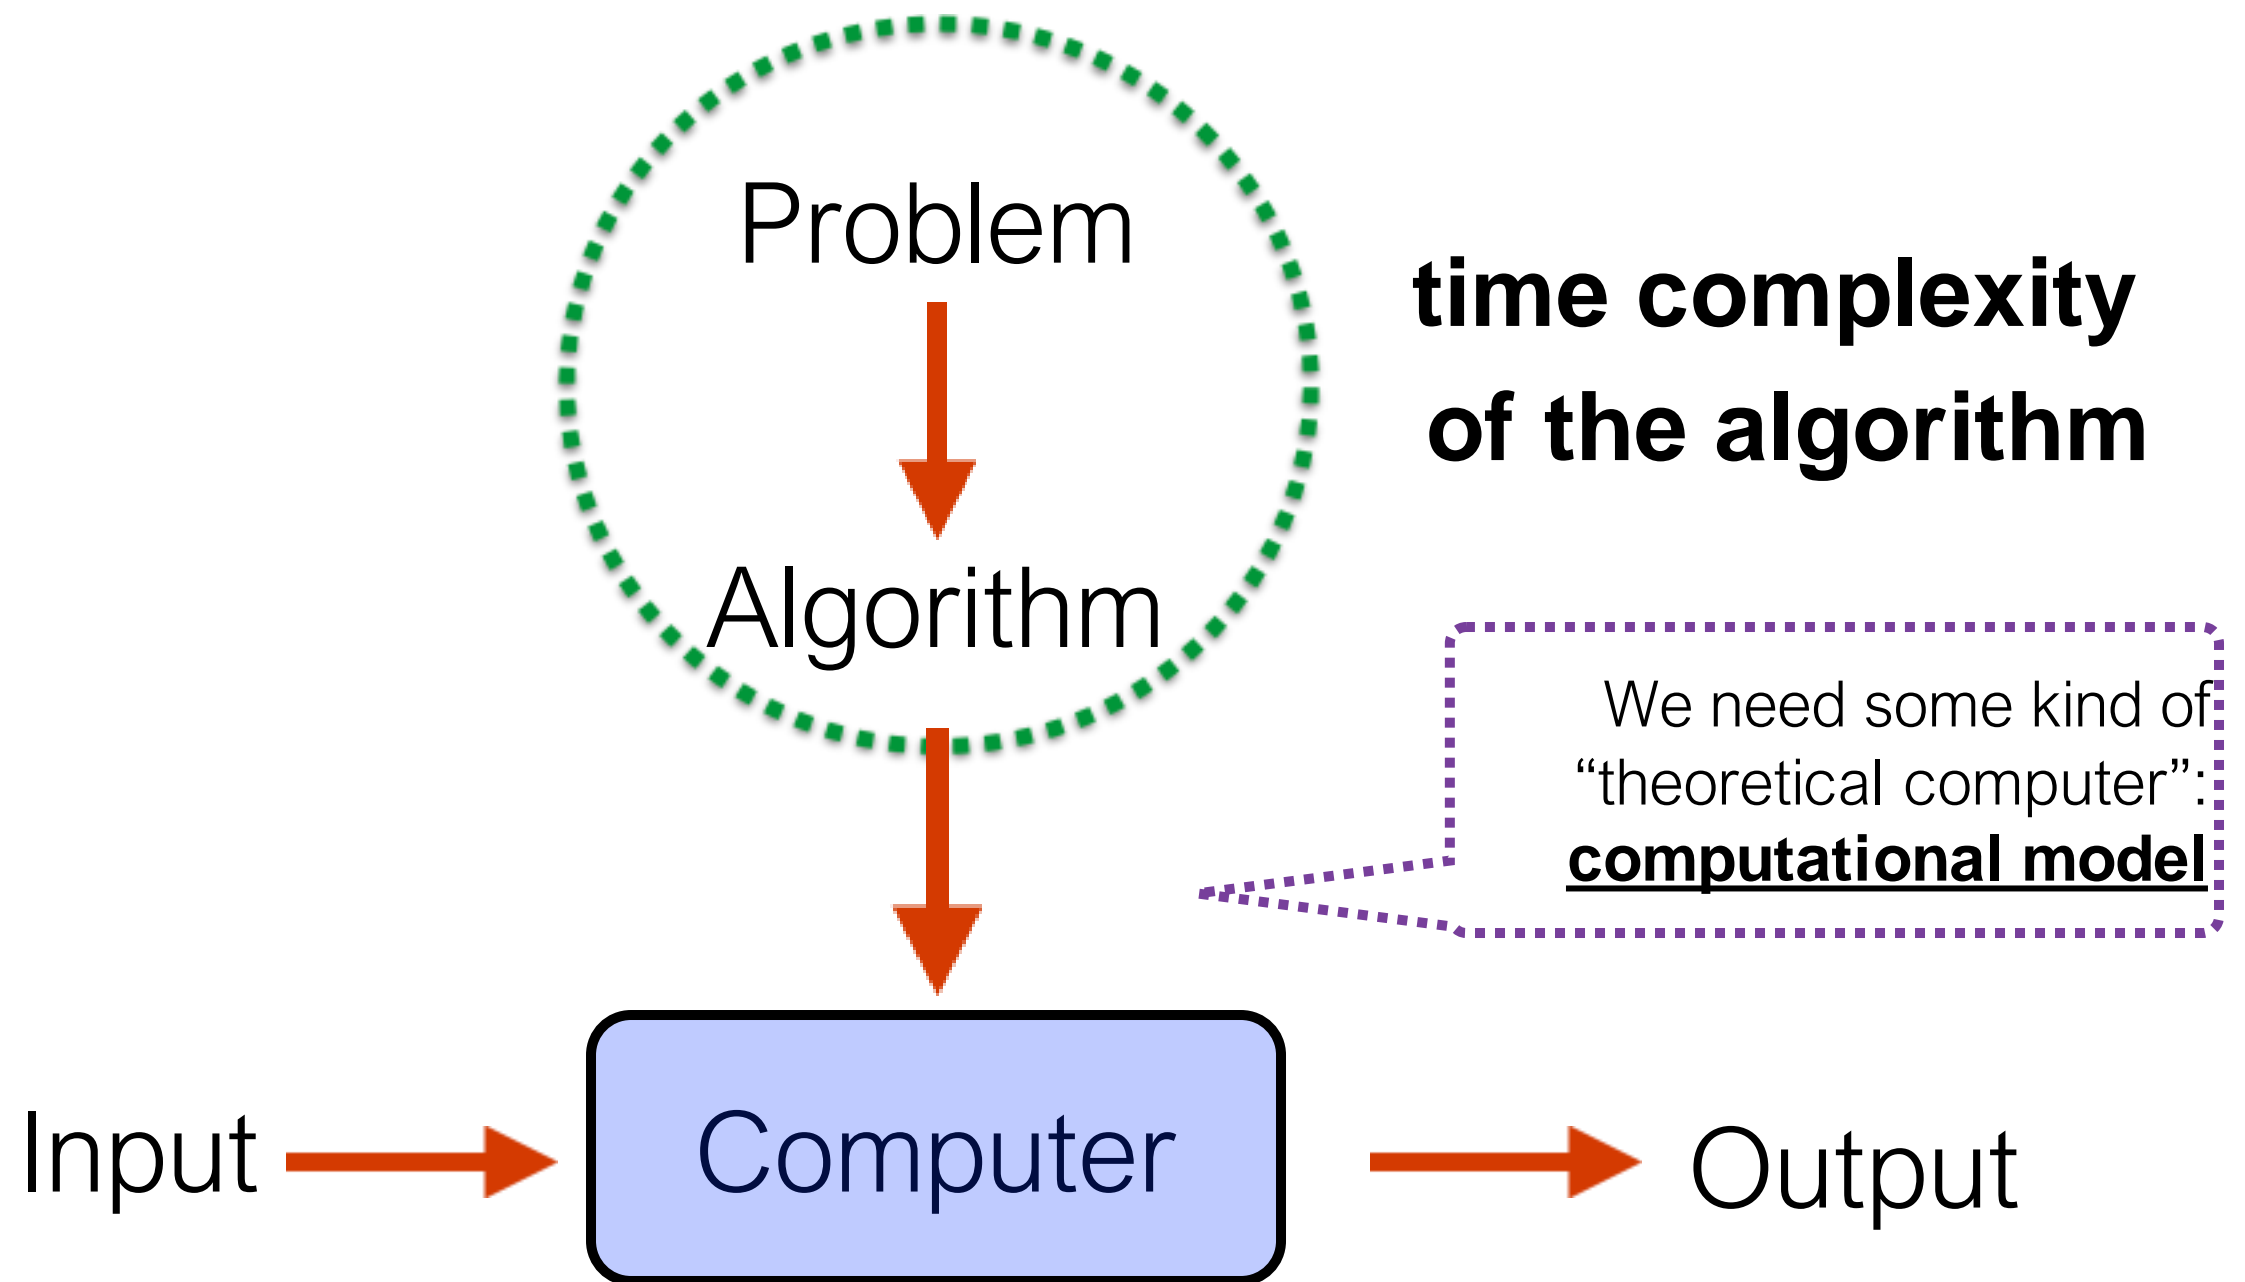 Problem
time complexity
of the algorithm
Algorithm
We need some kind of
“theoretical computer”:
computational model
Input
Computer
Output